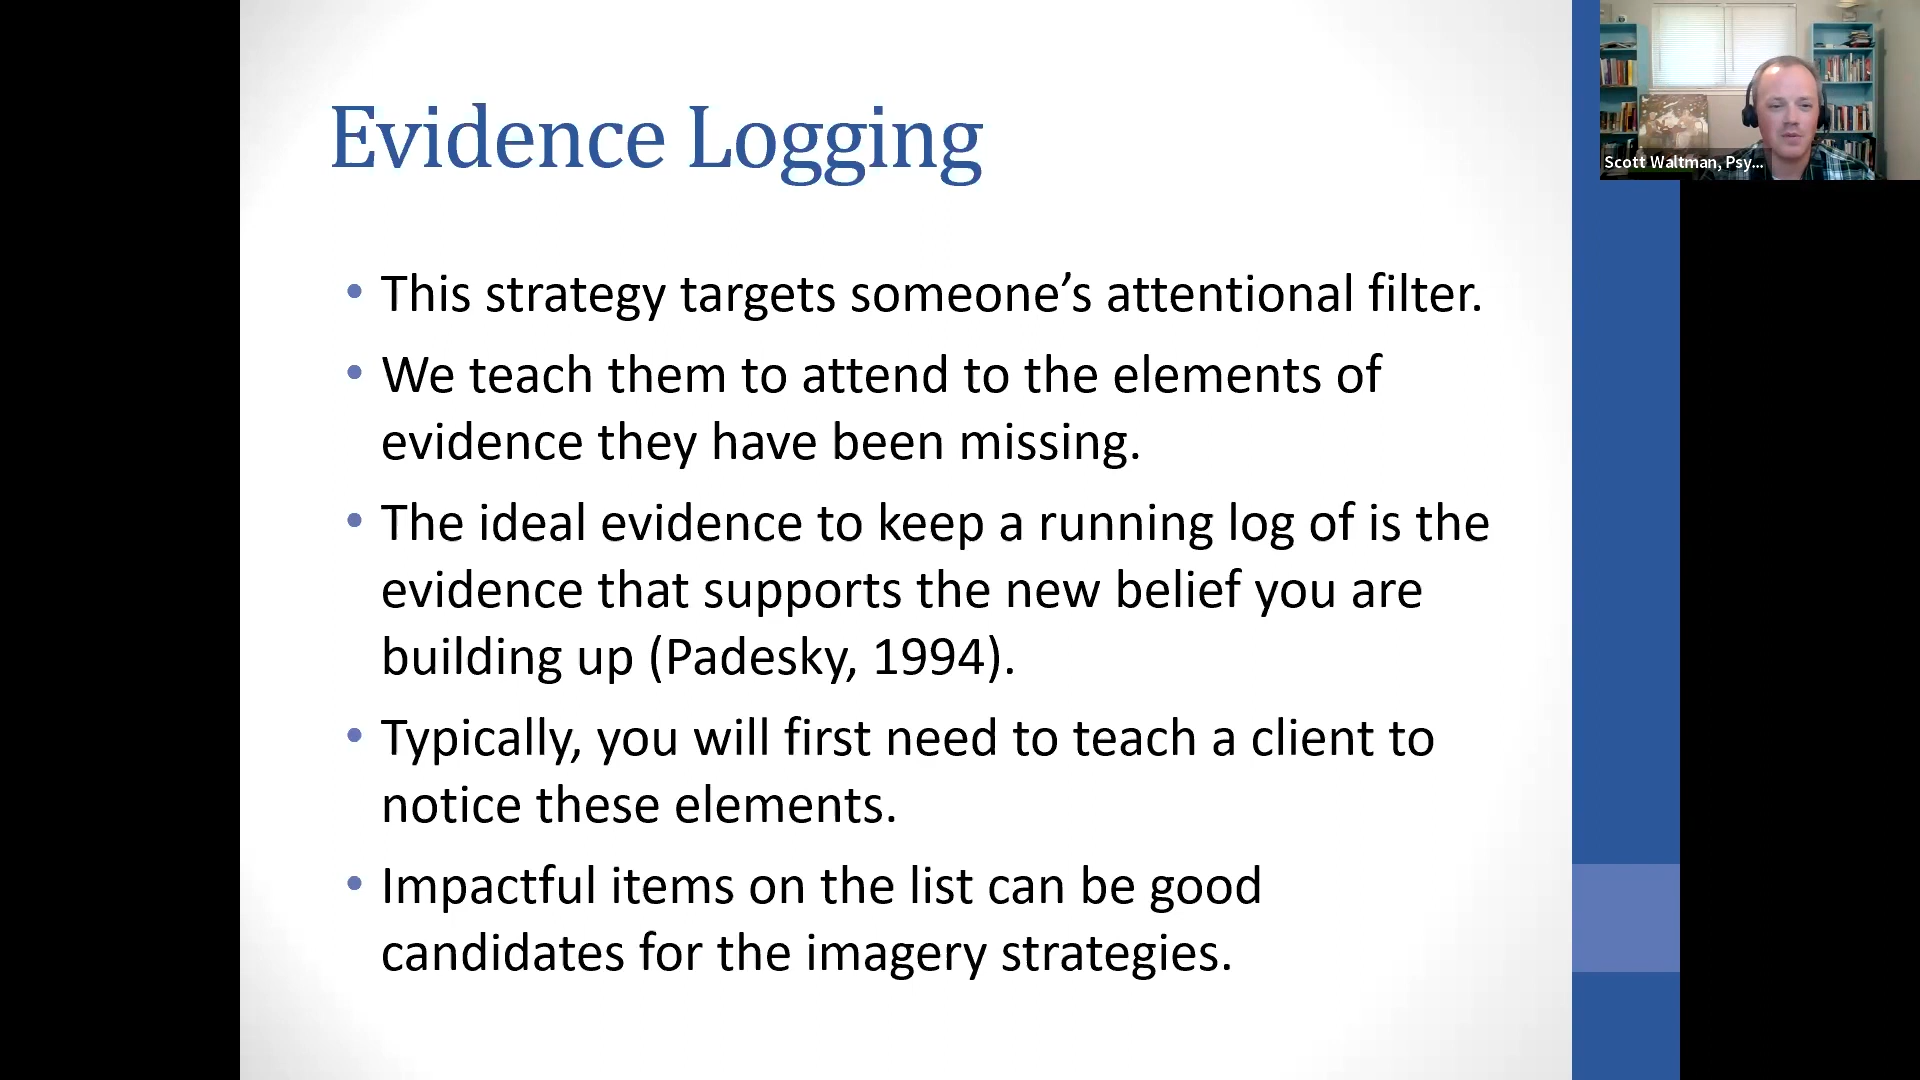 Evidence Logging
Scott Waltman, Psy...
• This strategy targets someone’s attentional filter.
• We teach them to attend to the elements of
evidence they have been missing.
• The ideal evidence to keep a running log of is the
evidence that supports the new belief you are
building up (Padesky, 1994).
• Typically, you will first need to teach a client to
notice these elements.
• Impactful items on the list can be good
candidates for the imagery strategies.